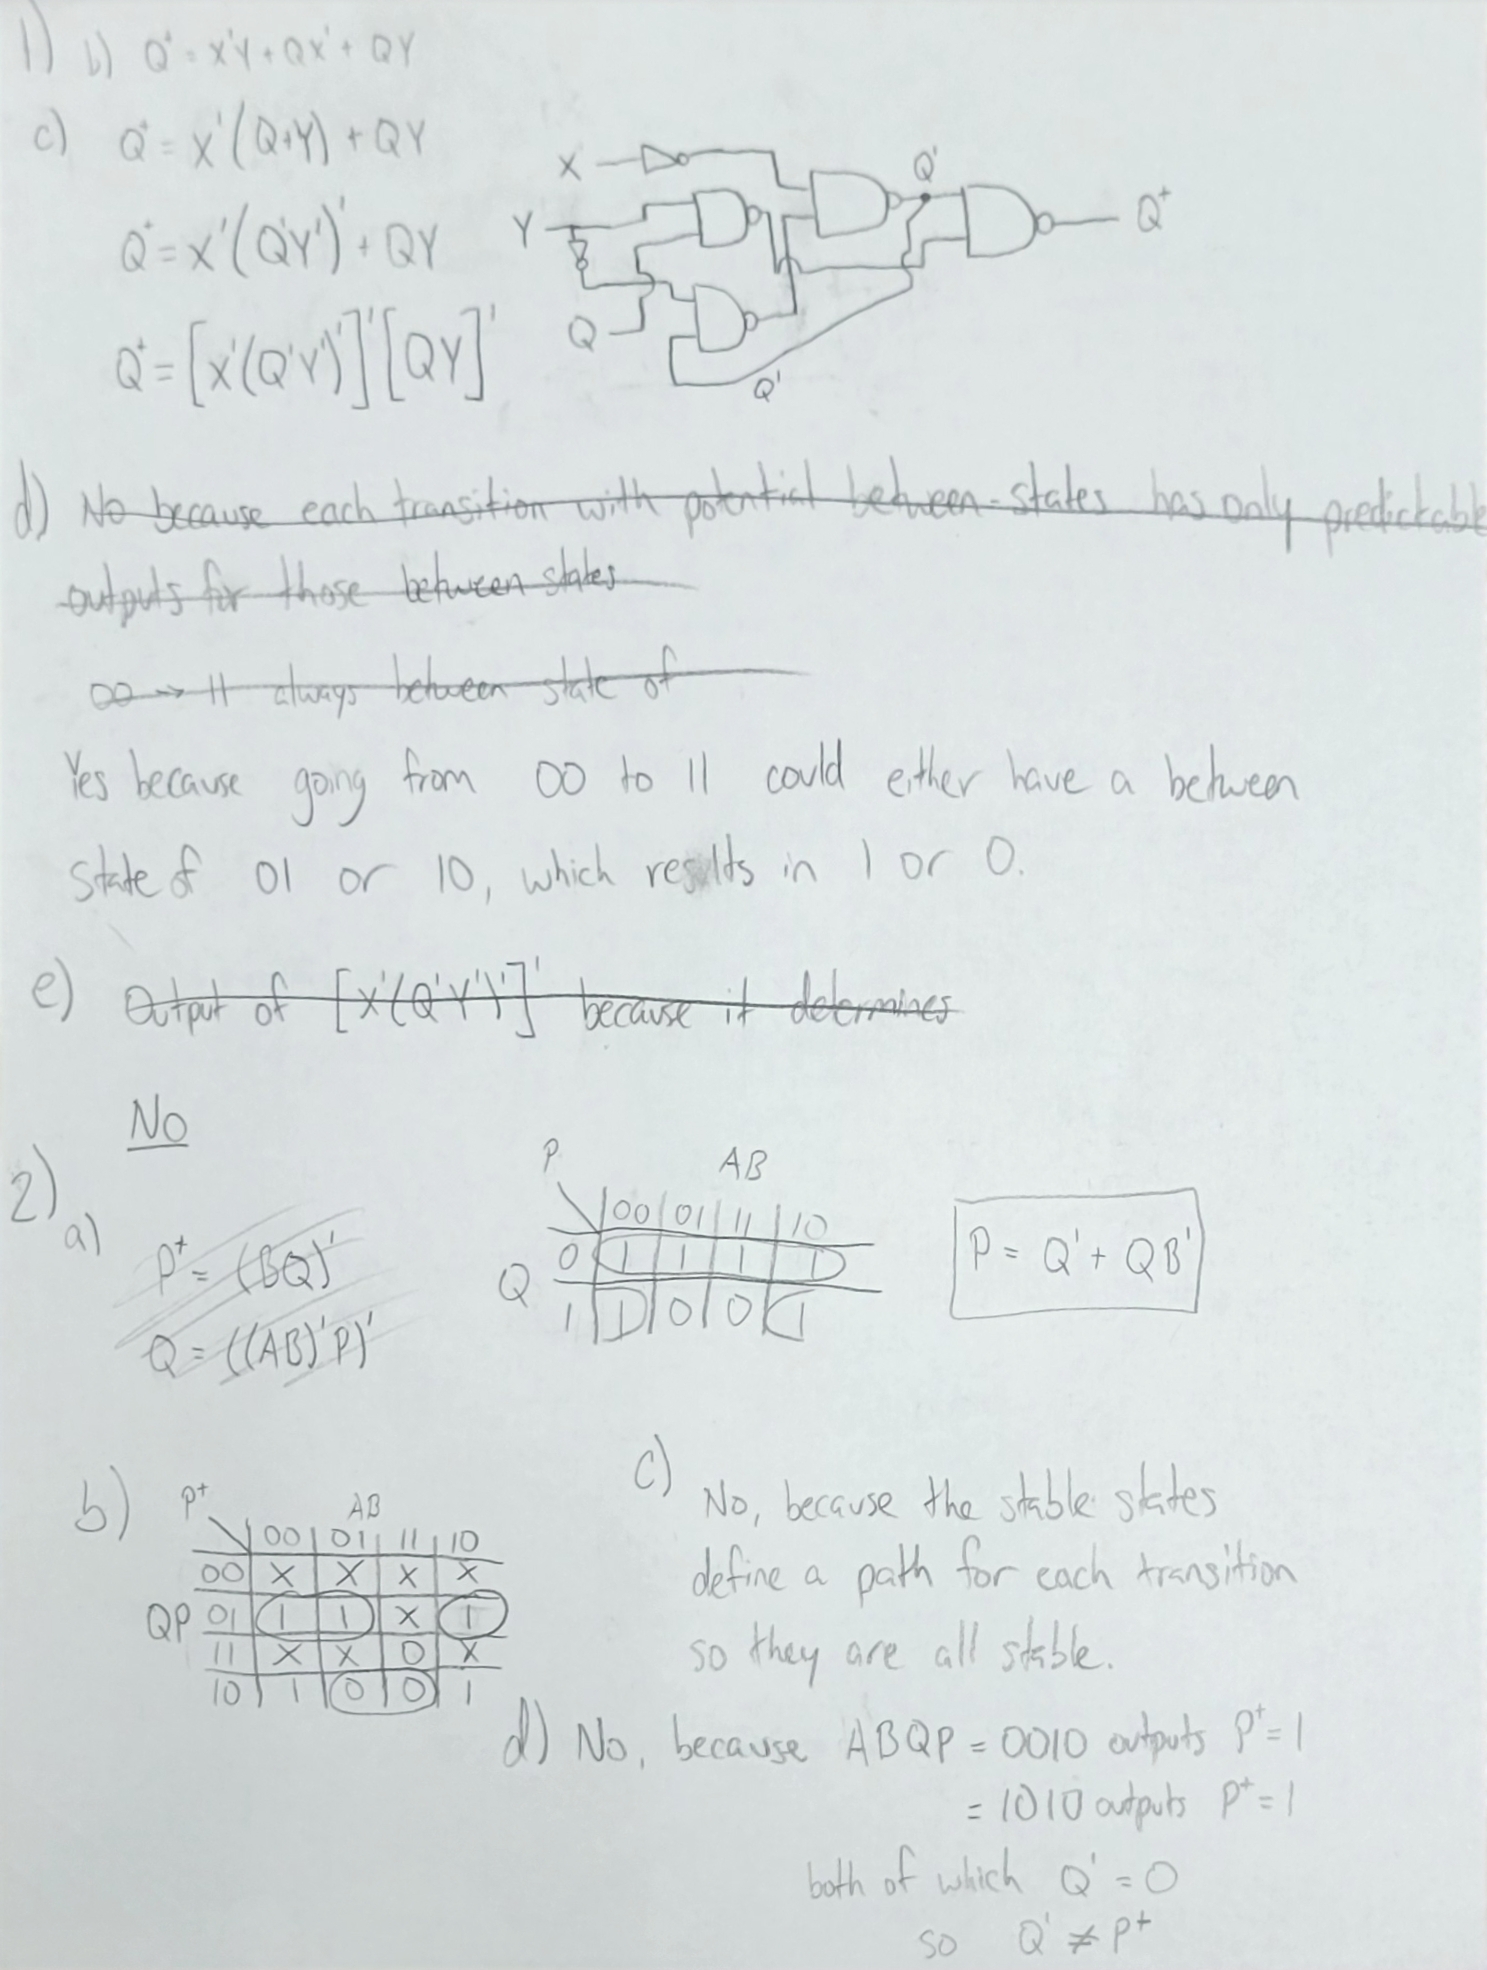 1) b) Q⁺ = X'Y + QX' + QY
c) Q⁺ = X'(Q+Y) + QY
Q⁺ = X'(Q'Y')' + QY
Q⁺ = [X'(Q'Y')']'[QY]'
X
Y
Q
Q'
Q'
Q⁺
d) No because each transition with potential between-states has only predictable
outputs for those between states
00 → 11 always between state of
Yes because going from 00 to 11 could either have a between
state of 01 or 10, which results in 1 or 0.
e) Output of [X'(Q'Y')']' because it determines
No
2) a) P⁺ = (BQ)'
Q = ((AB)'P)'
P AB
00 01 11 10
Q 0 1 1 1 1
1 1 0 0 1
P = Q' + QB'
b) P⁺ AB
00 01 11 10
00 X X X X
QP 01 1 1 X 1
11 X X 0 X
10 1 0 0 1
c) No, because the stable states
define a path for each transition
so they are all stable.
d) No, because ABQP = 0010 outputs P⁺ = 1
= 1010 outputs P⁺ = 1
both of which Q' = 0
so Q' ≠ P⁺